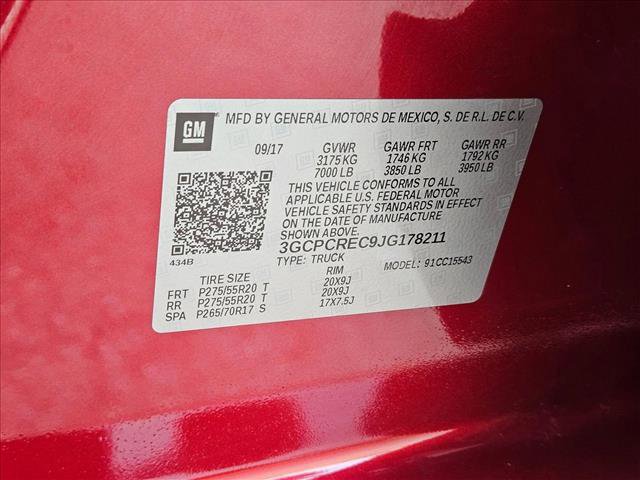 GM MFD BY GENERAL MOTORS DE MEXICO, S. DE R.L. DE C.V.
09/17 GVWR GAWR FRT GAWR RR
3175 KG 1746 KG 1792 KG
7000 LB 3850 LB 3950 LB
THIS VEHICLE CONFORMS TO ALL
APPLICABLE U.S. FEDERAL MOTOR
VEHICLE SAFETY STANDARDS IN EFFECT
ON THE DATE OF MANUFACTURE
SHOWN ABOVE.
3GCPCREC9JG178211
434B TYPE: TRUCK MODEL: 91CC15543
TIRE SIZE RIM
FRT P275/55R20 T 20X9J
RR P275/55R20 T 20X9J
SPA P265/70R17 S 17X7.5J